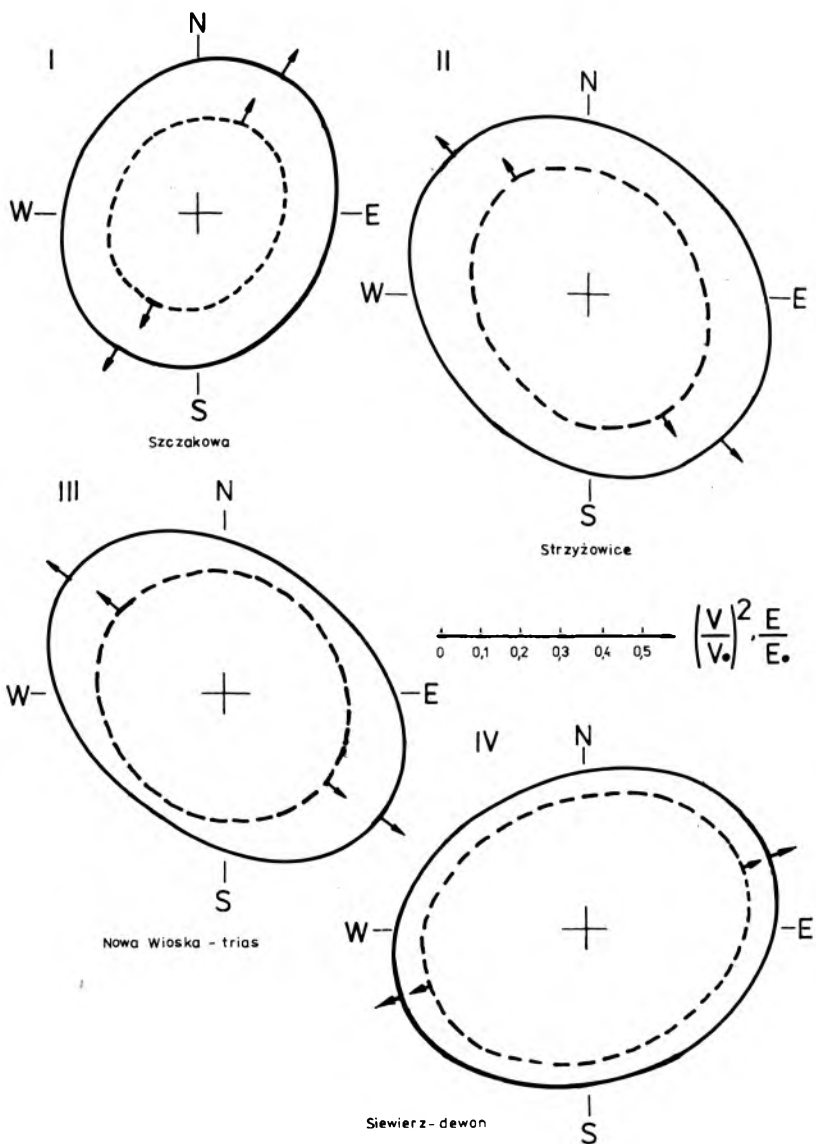 I
N
W
E
S
Szczakowa
II
N
W
E
S
Strzyżowice
III
N
W
E
S
Nowa Wioska - trias
0 0,1 0,2 0,3 0,4 0,5 (V/V•)², E/E•
IV
N
W
E
S
Siewierz - dewon